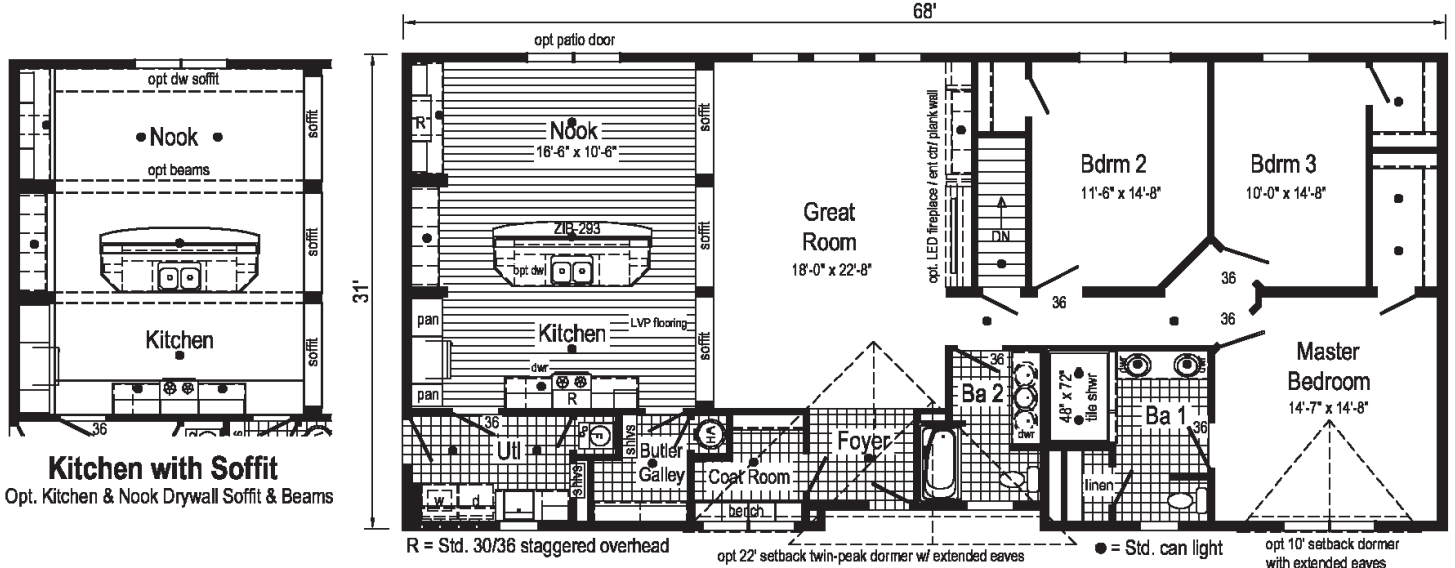 68'
opt dw soffit
soffit
Nook
opt beams
soffit
Kitchen
soffit
36
Kitchen with Soffit
Opt. Kitchen & Nook Drywall Soffit & Beams
31'
opt patio door
R
Nook
16'-6" x 10'-6"
soffit
ZIB-293
opt dw
soffit
pan
Kitchen
LVP flooring
soffit
dwr
R
pan
Great
Room
18'-0" x 22'-8"
opt. LED fireplace / ent ctr/ plank wall
DN
Bdrm 2
11'-6" x 14'-8"
Bdrm 3
10'-0" x 14'-8"
36
36
36
36
Utl
w
d
F
shlvs
shlvs
Butler
Galley
WH
Coat Room
bench
Foyer
36
Ba 2
dwr
48" x 72"
tile shwr
dwr
dwr
Ba 1
36
linen
Master
Bedroom
14'-7" x 14'-8"
R = Std. 30/36 staggered overhead
opt 22' setback twin-peak dormer w/ extended eaves
= Std. can light
opt 10' setback dormer
with extended eaves